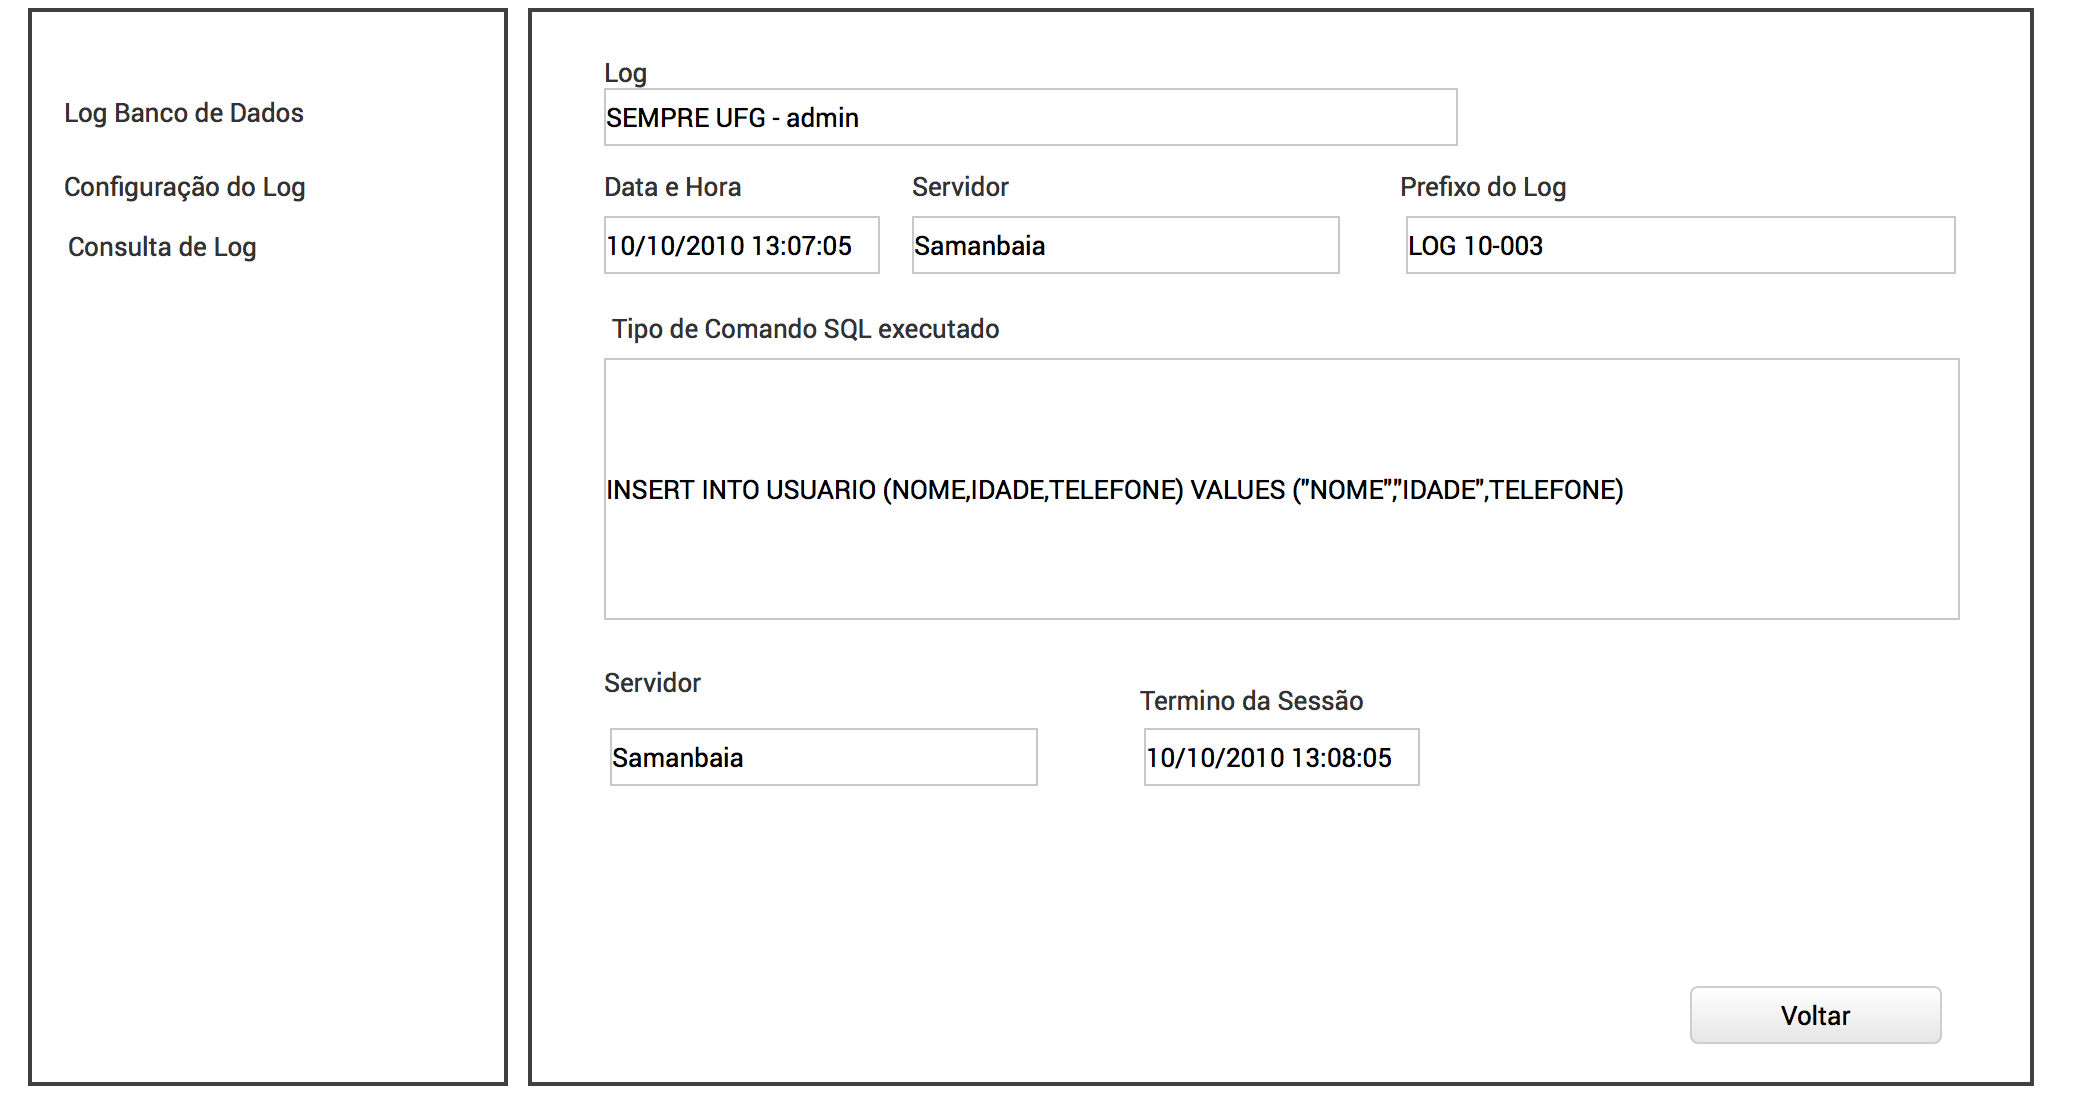 Log Banco de Dados
Configuração do Log
Consulta de Log
Log
SEMPRE UFG - admin
Data e Hora Servidor Prefixo do Log
10/10/2010 13:07:05 Samanbaia LOG 10-003
Tipo de Comando SQL executado
INSERT INTO USUARIO (NOME,IDADE,TELEFONE) VALUES ("NOME","IDADE",TELEFONE)
Servidor
Termino da Sessão
Samanbaia 10/10/2010 13:08:05
Voltar